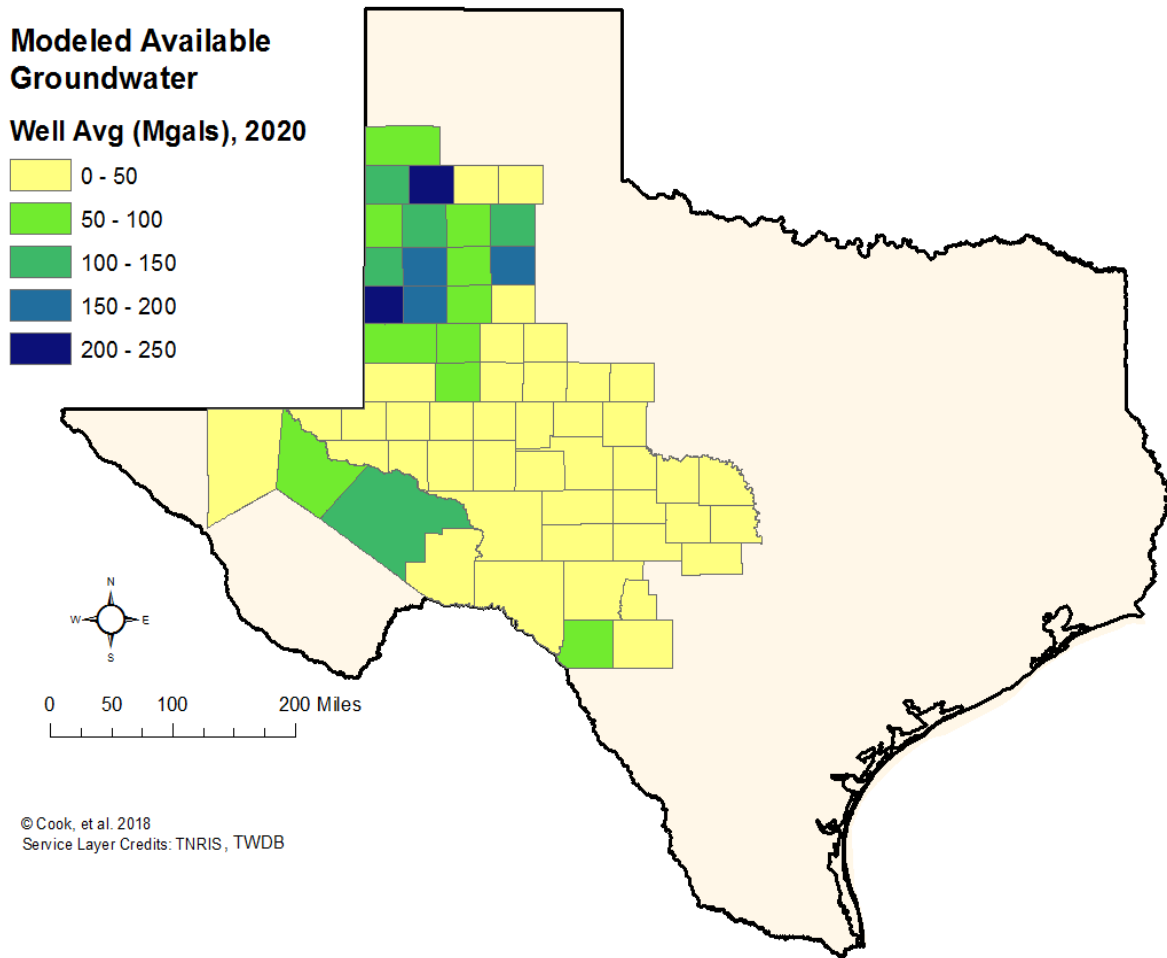 Modeled Available
Groundwater
Well Avg (Mgals), 2020
0 - 50
50 - 100
100 - 150
150 - 200
200 - 250
N
W E
S
0 50 100 200 Miles
© Cook, et al. 2018
Service Layer Credits: TNRIS, TWDB